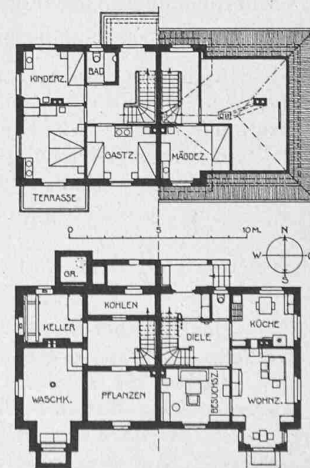 KINDERZ.
BAD
GASTZ.
MÄDDEZ.
TERRASSE
0 5 10 M.
W
S
GR.
KELLER
KOHLEN
DIELE
KÜCHE
WASCHK.
PFLANZEN
BESUCHSZ.
WOHNZ.